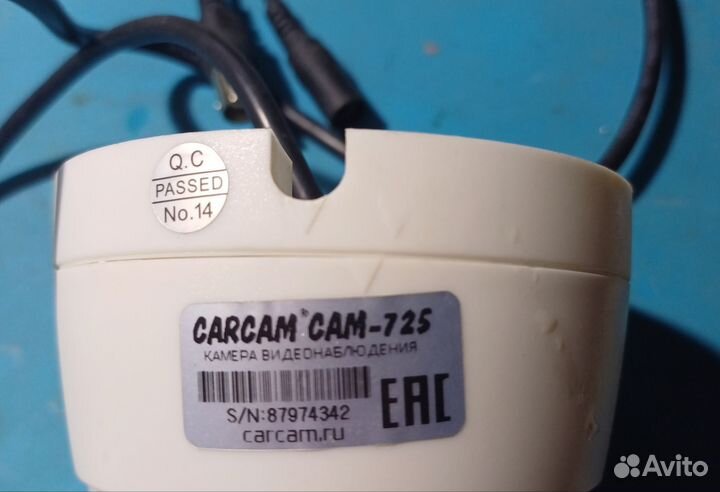 Q.C
PASSED
No.14
CARCAM® CAM-725
КАМЕРА ВИДЕОНАБЛЮДЕНИЯ
S/N:87974342
carcam.ru
EAC
Avito